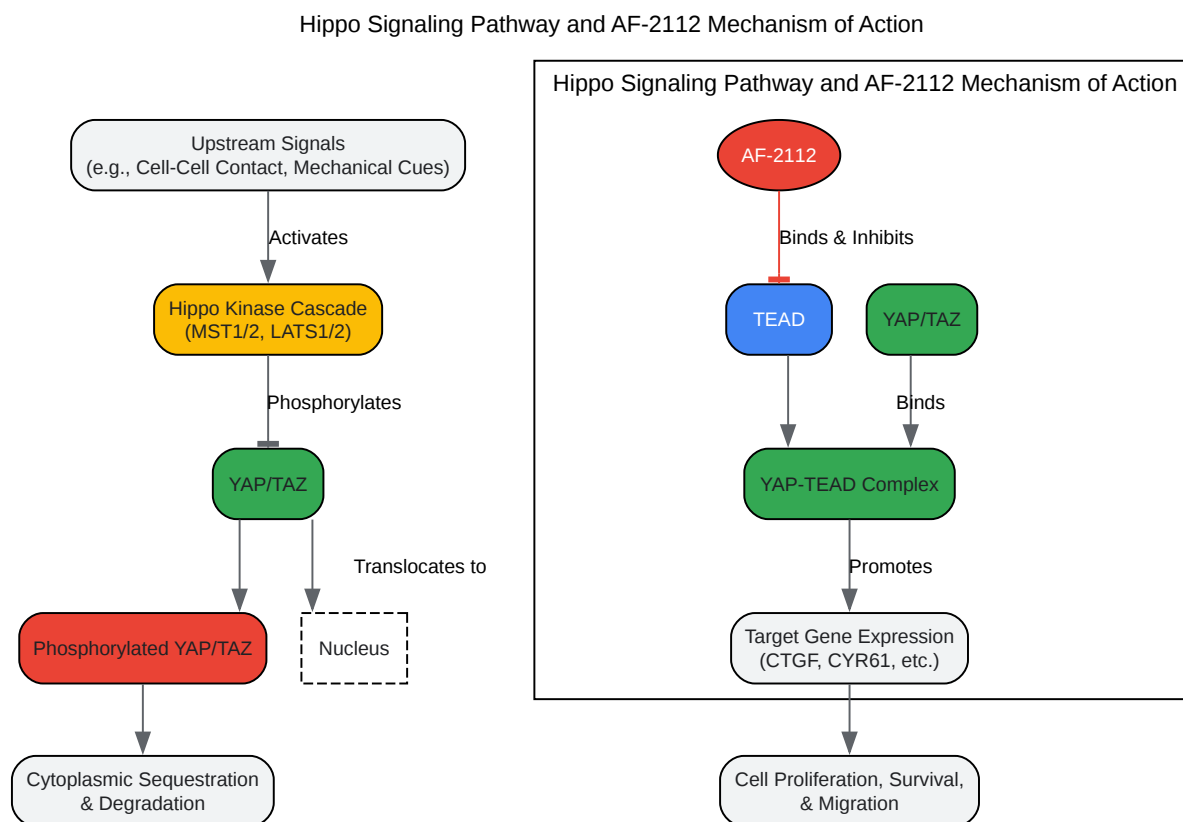 Hippo Signaling Pathway and AF-2112 Mechanism of Action
Upstream Signals
(e.g., Cell-Cell Contact, Mechanical Cues)
Activates
Hippo Kinase Cascade
(MST1/2, LATS1/2)
Phosphorylates
YAP/TAZ
Translocates to
Phosphorylated YAP/TAZ
Nucleus
Cytoplasmic Sequestration
& Degradation
Hippo Signaling Pathway and AF-2112 Mechanism of Action
AF-2112
Binds & Inhibits
TEAD
YAP/TAZ
Binds
YAP-TEAD Complex
Promotes
Target Gene Expression
(CTGF, CYR61, etc.)
Cell Proliferation, Survival,
& Migration